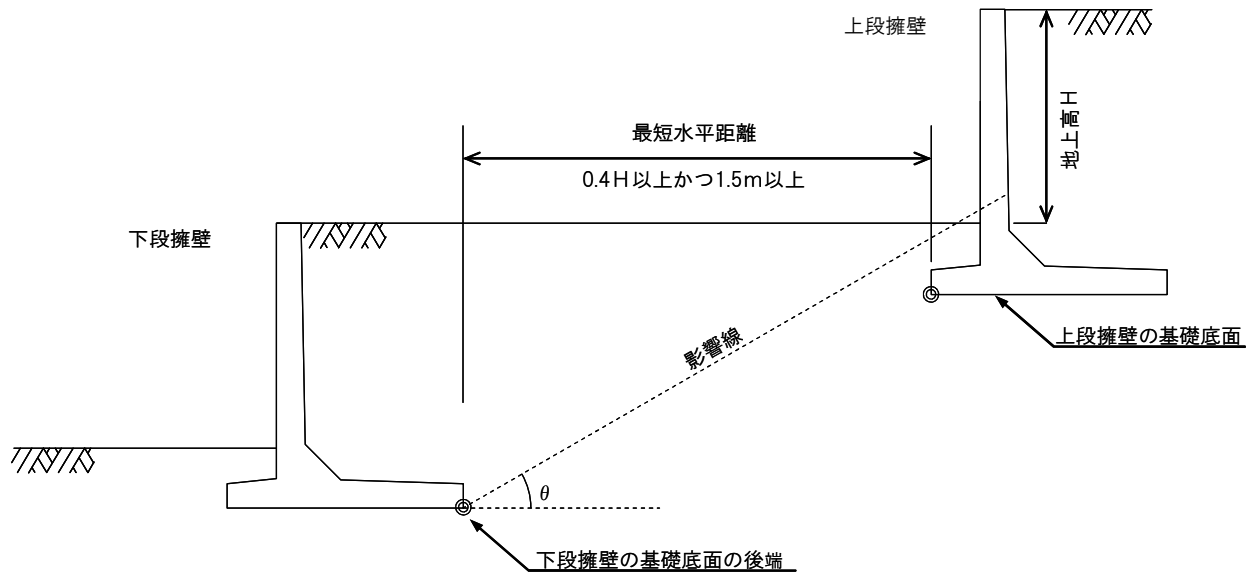 上段擁壁
地上高H
最短水平距離
0.4H以上かつ1.5m以上
下段擁壁
影響線
上段擁壁の基礎底面
θ
下段擁壁の基礎底面の後端